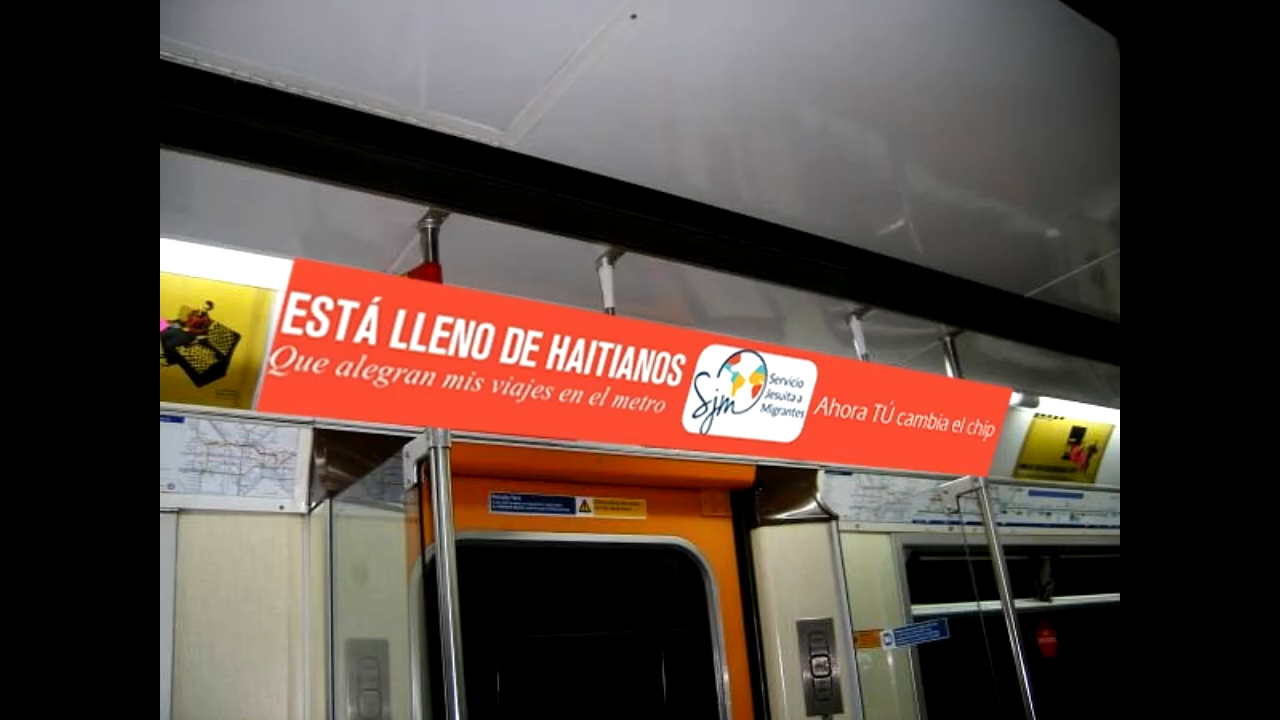 ESTÁ LLENO DE HAITIANOS
Que alegran mis viajes en el metro
Sjm
Servicio
Jesuita a
Migrantes
Ahora TÚ cambia el chip